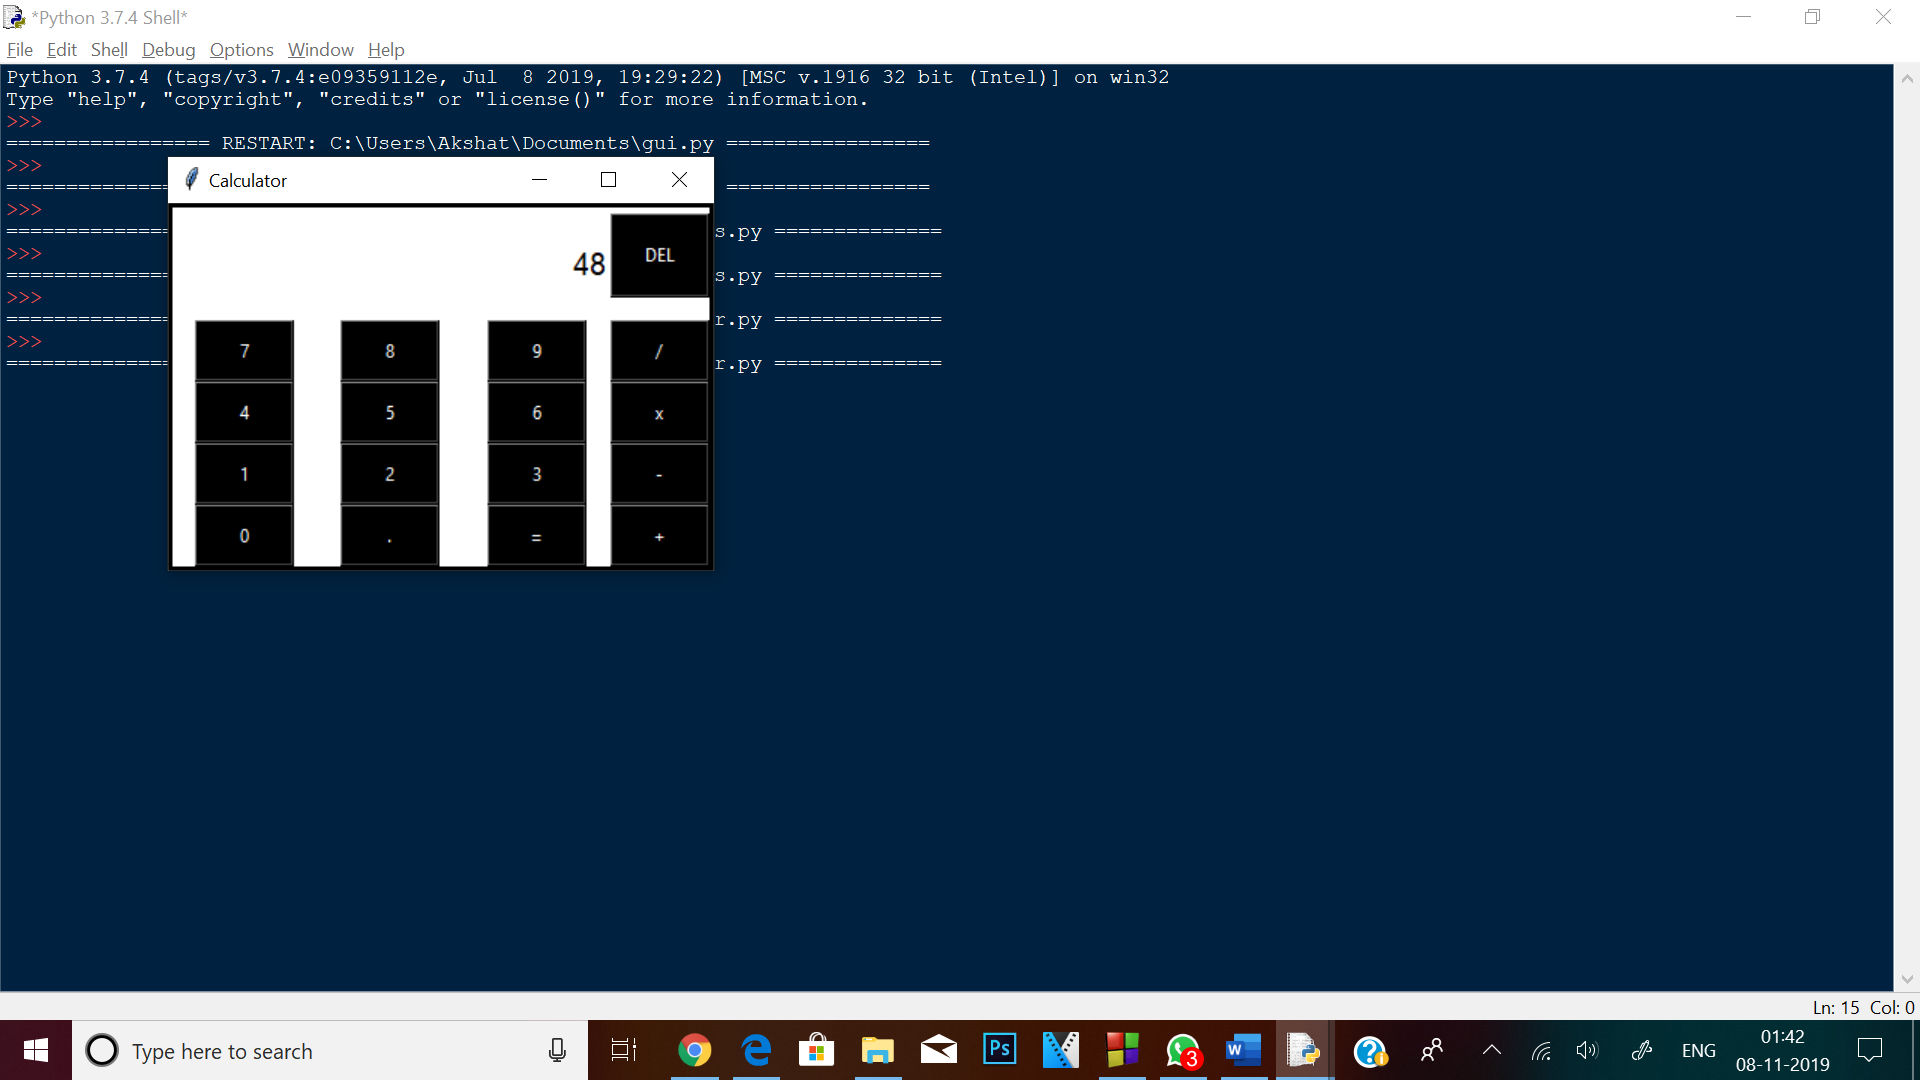 *Python 3.7.4 Shell*
File Edit Shell Debug Options Window Help
Python 3.7.4 (tags/v3.7.4:e09359112e, Jul  8 2019, 19:29:22) [MSC v.1916 32 bit (Intel)] on win32
Type "help", "copyright", "credits" or "license()" for more information.
>>>
================= RESTART: C:\Users\Akshat\Documents\gui.py =================
>>>
============== =================
>>>
============== s.py ==============
>>>
============== s.py ==============
>>>
============== r.py ==============
>>>
============== r.py ==============
Calculator
48 DEL
7 8 9 /
4 5 6 x
1 2 3 -
0 . = +
Ln: 15 Col: 0
Type here to search
Ps
W
3
ENG
01:42
08-11-2019